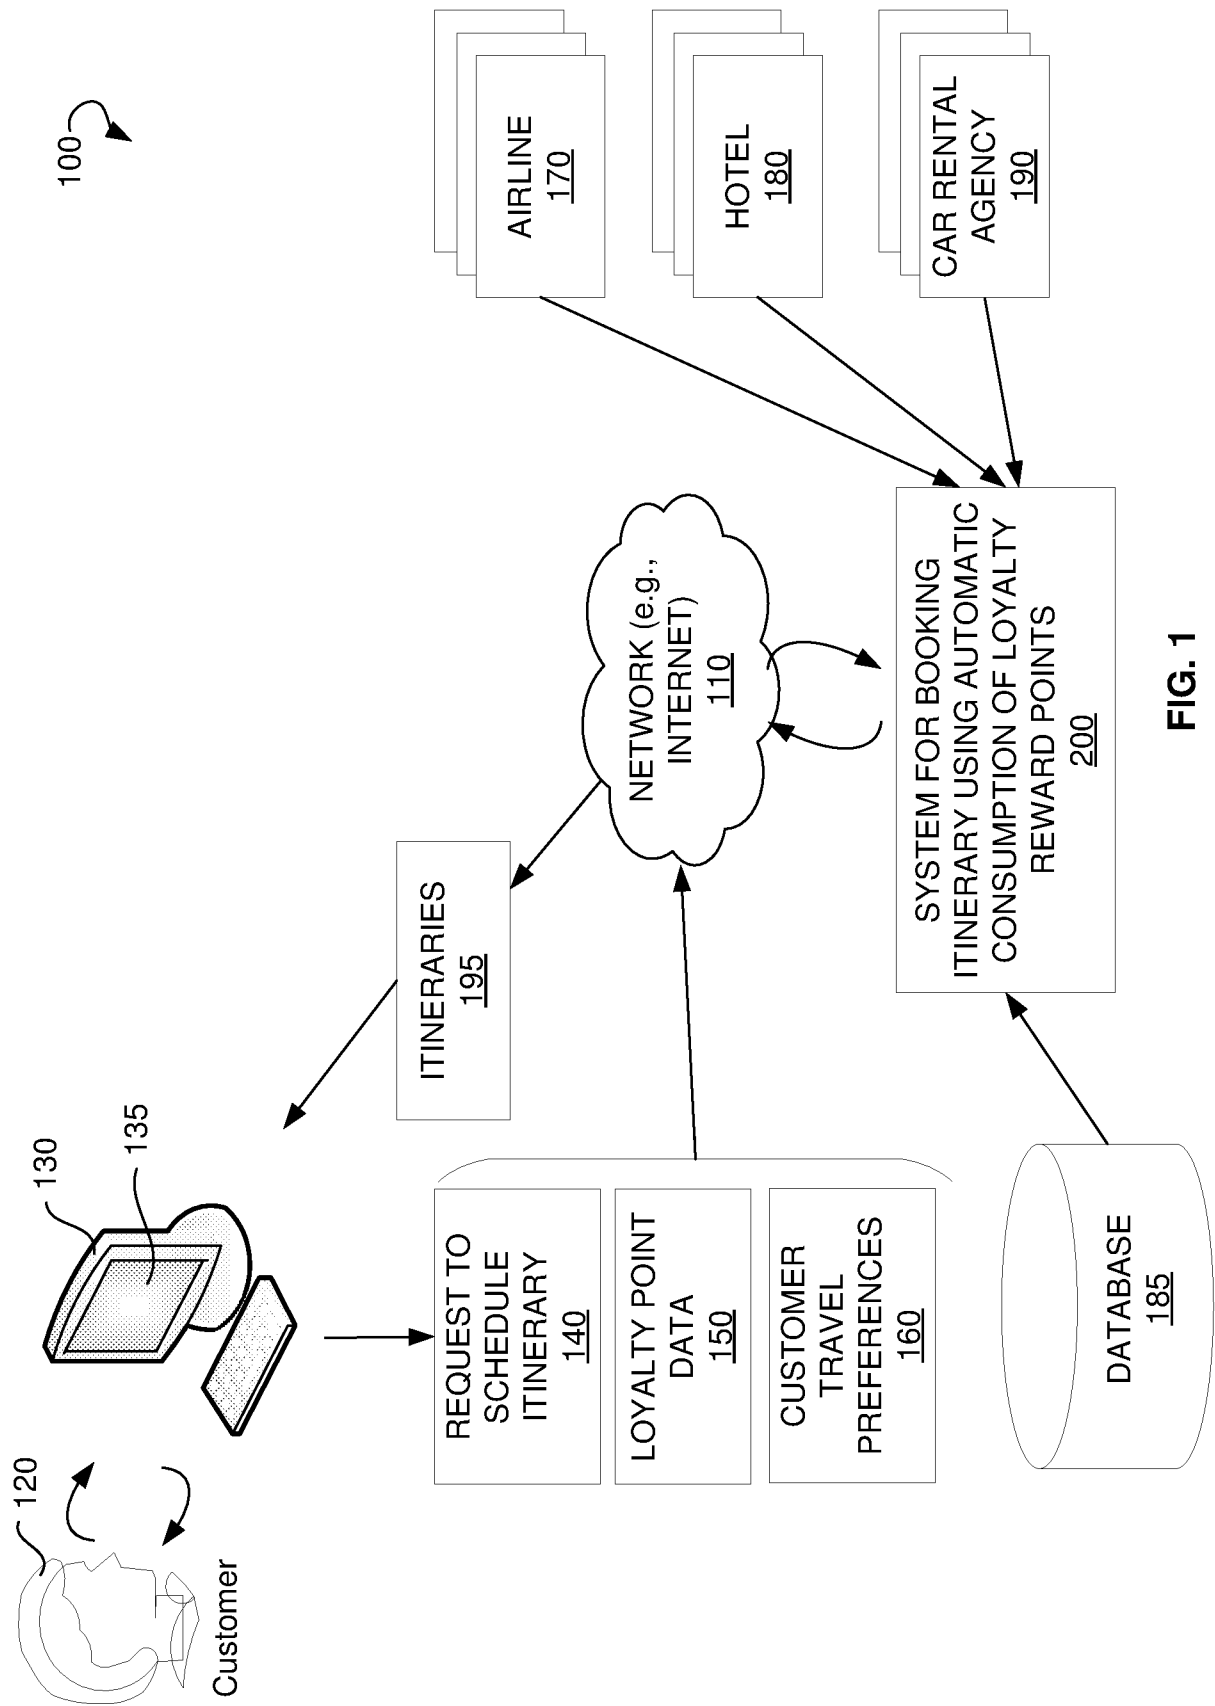 100
120
Customer
130
135
ITINERARIES
195
REQUEST TO
SCHEDULE
ITINERARY
140
LOYALTY POINT
DATA
150
CUSTOMER
TRAVEL
PREFERENCES
160
NETWORK (e.g.,
INTERNET)
110
AIRLINE
170
HOTEL
180
CAR RENTAL
AGENCY
190
DATABASE
185
SYSTEM FOR BOOKING
ITINERARY USING AUTOMATIC
CONSUMPTION OF LOYALTY
REWARD POINTS
200
FIG. 1